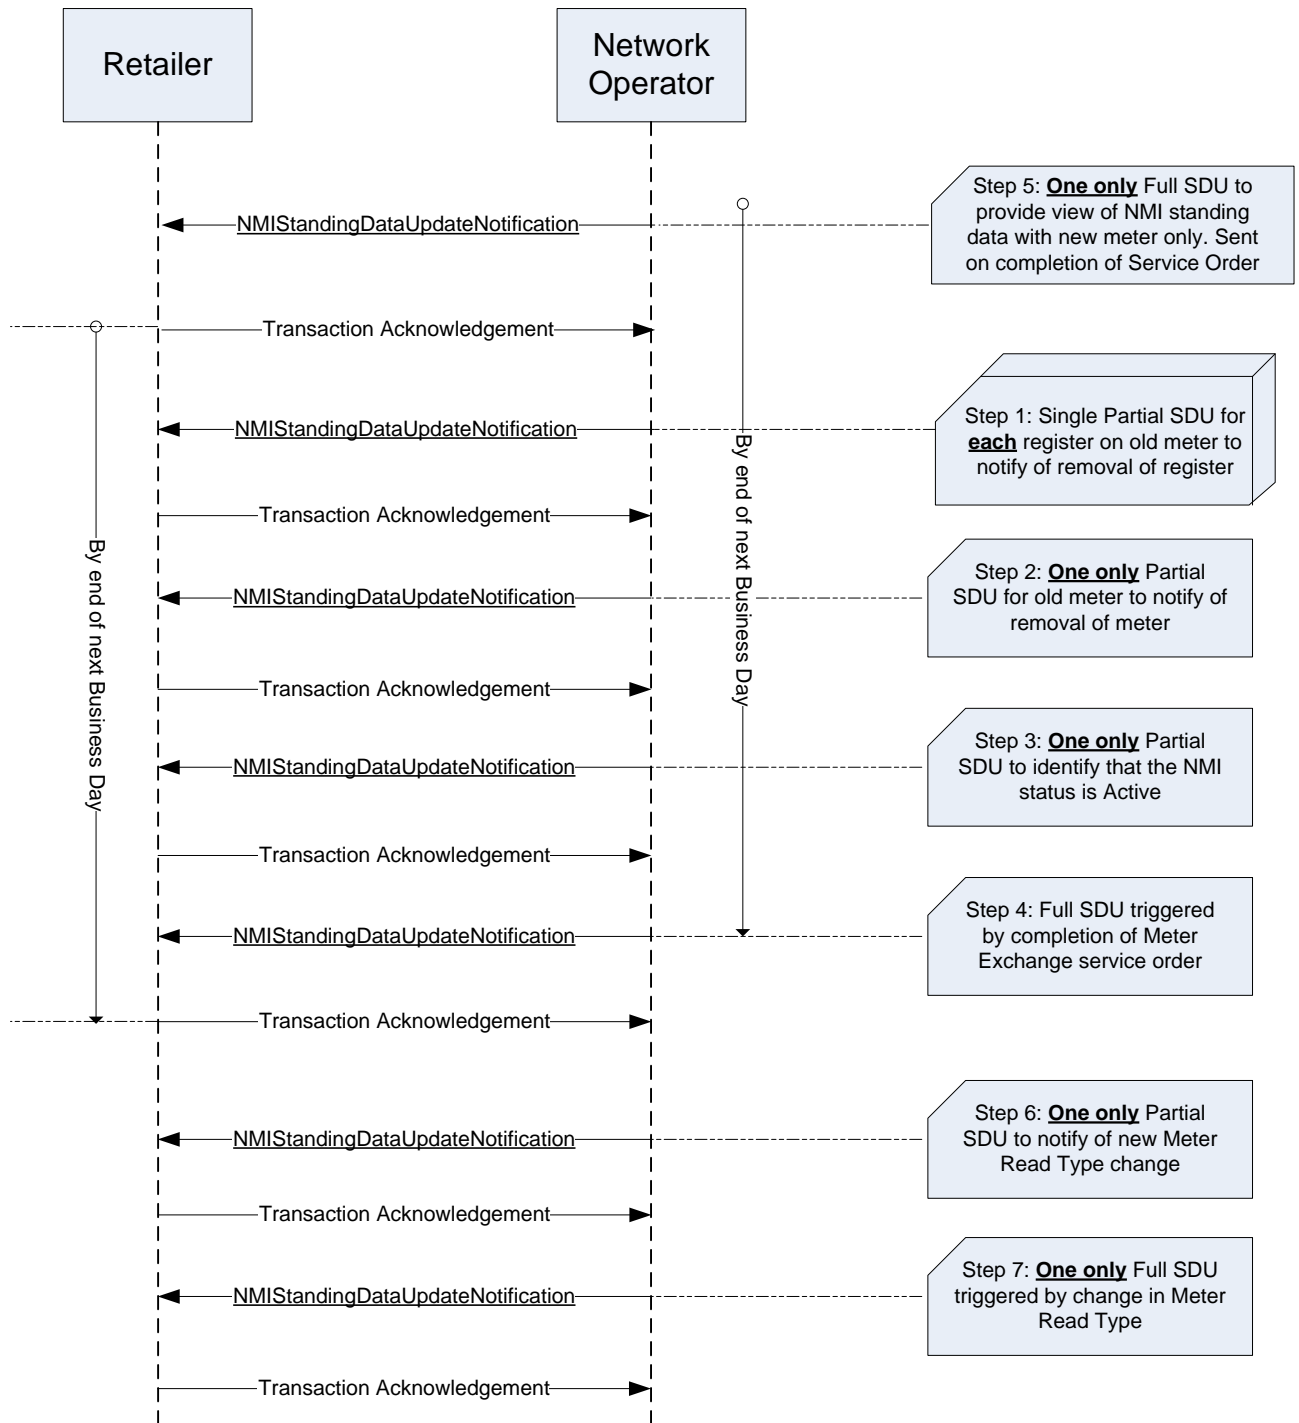 Retailer
Network
Operator
Step 5: One only Full SDU to
provide view of NMI standing
data with new meter only. Sent
on completion of Service Order
NMIStandingDataUpdateNotification
Transaction Acknowledgement
Step 1: Single Partial SDU for
each register on old meter to
notify of removal of register
NMIStandingDataUpdateNotification
By end of next Business Day
Transaction Acknowledgement
By end of next Business Day
Step 2: One only Partial
SDU for old meter to notify of
removal of meter
NMIStandingDataUpdateNotification
Transaction Acknowledgement
Step 3: One only Partial
SDU to identify that the NMI
status is Active
NMIStandingDataUpdateNotification
Transaction Acknowledgement
Step 4: Full SDU triggered
by completion of Meter
Exchange service order
NMIStandingDataUpdateNotification
Transaction Acknowledgement
Step 6: One only Partial
SDU to notify of new Meter
Read Type change
NMIStandingDataUpdateNotification
Transaction Acknowledgement
Step 7: One only Full SDU
triggered by change in Meter
Read Type
NMIStandingDataUpdateNotification
Transaction Acknowledgement